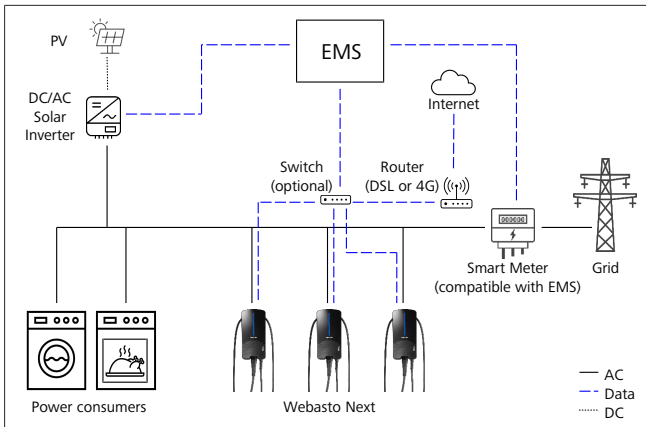 PV
EMS
DC/AC
Solar
Inverter
Internet
Switch
(optional)
Router
(DSL or 4G)
Smart Meter
(compatible with EMS)
Grid
Power consumers
Webasto Next
AC
Data
DC